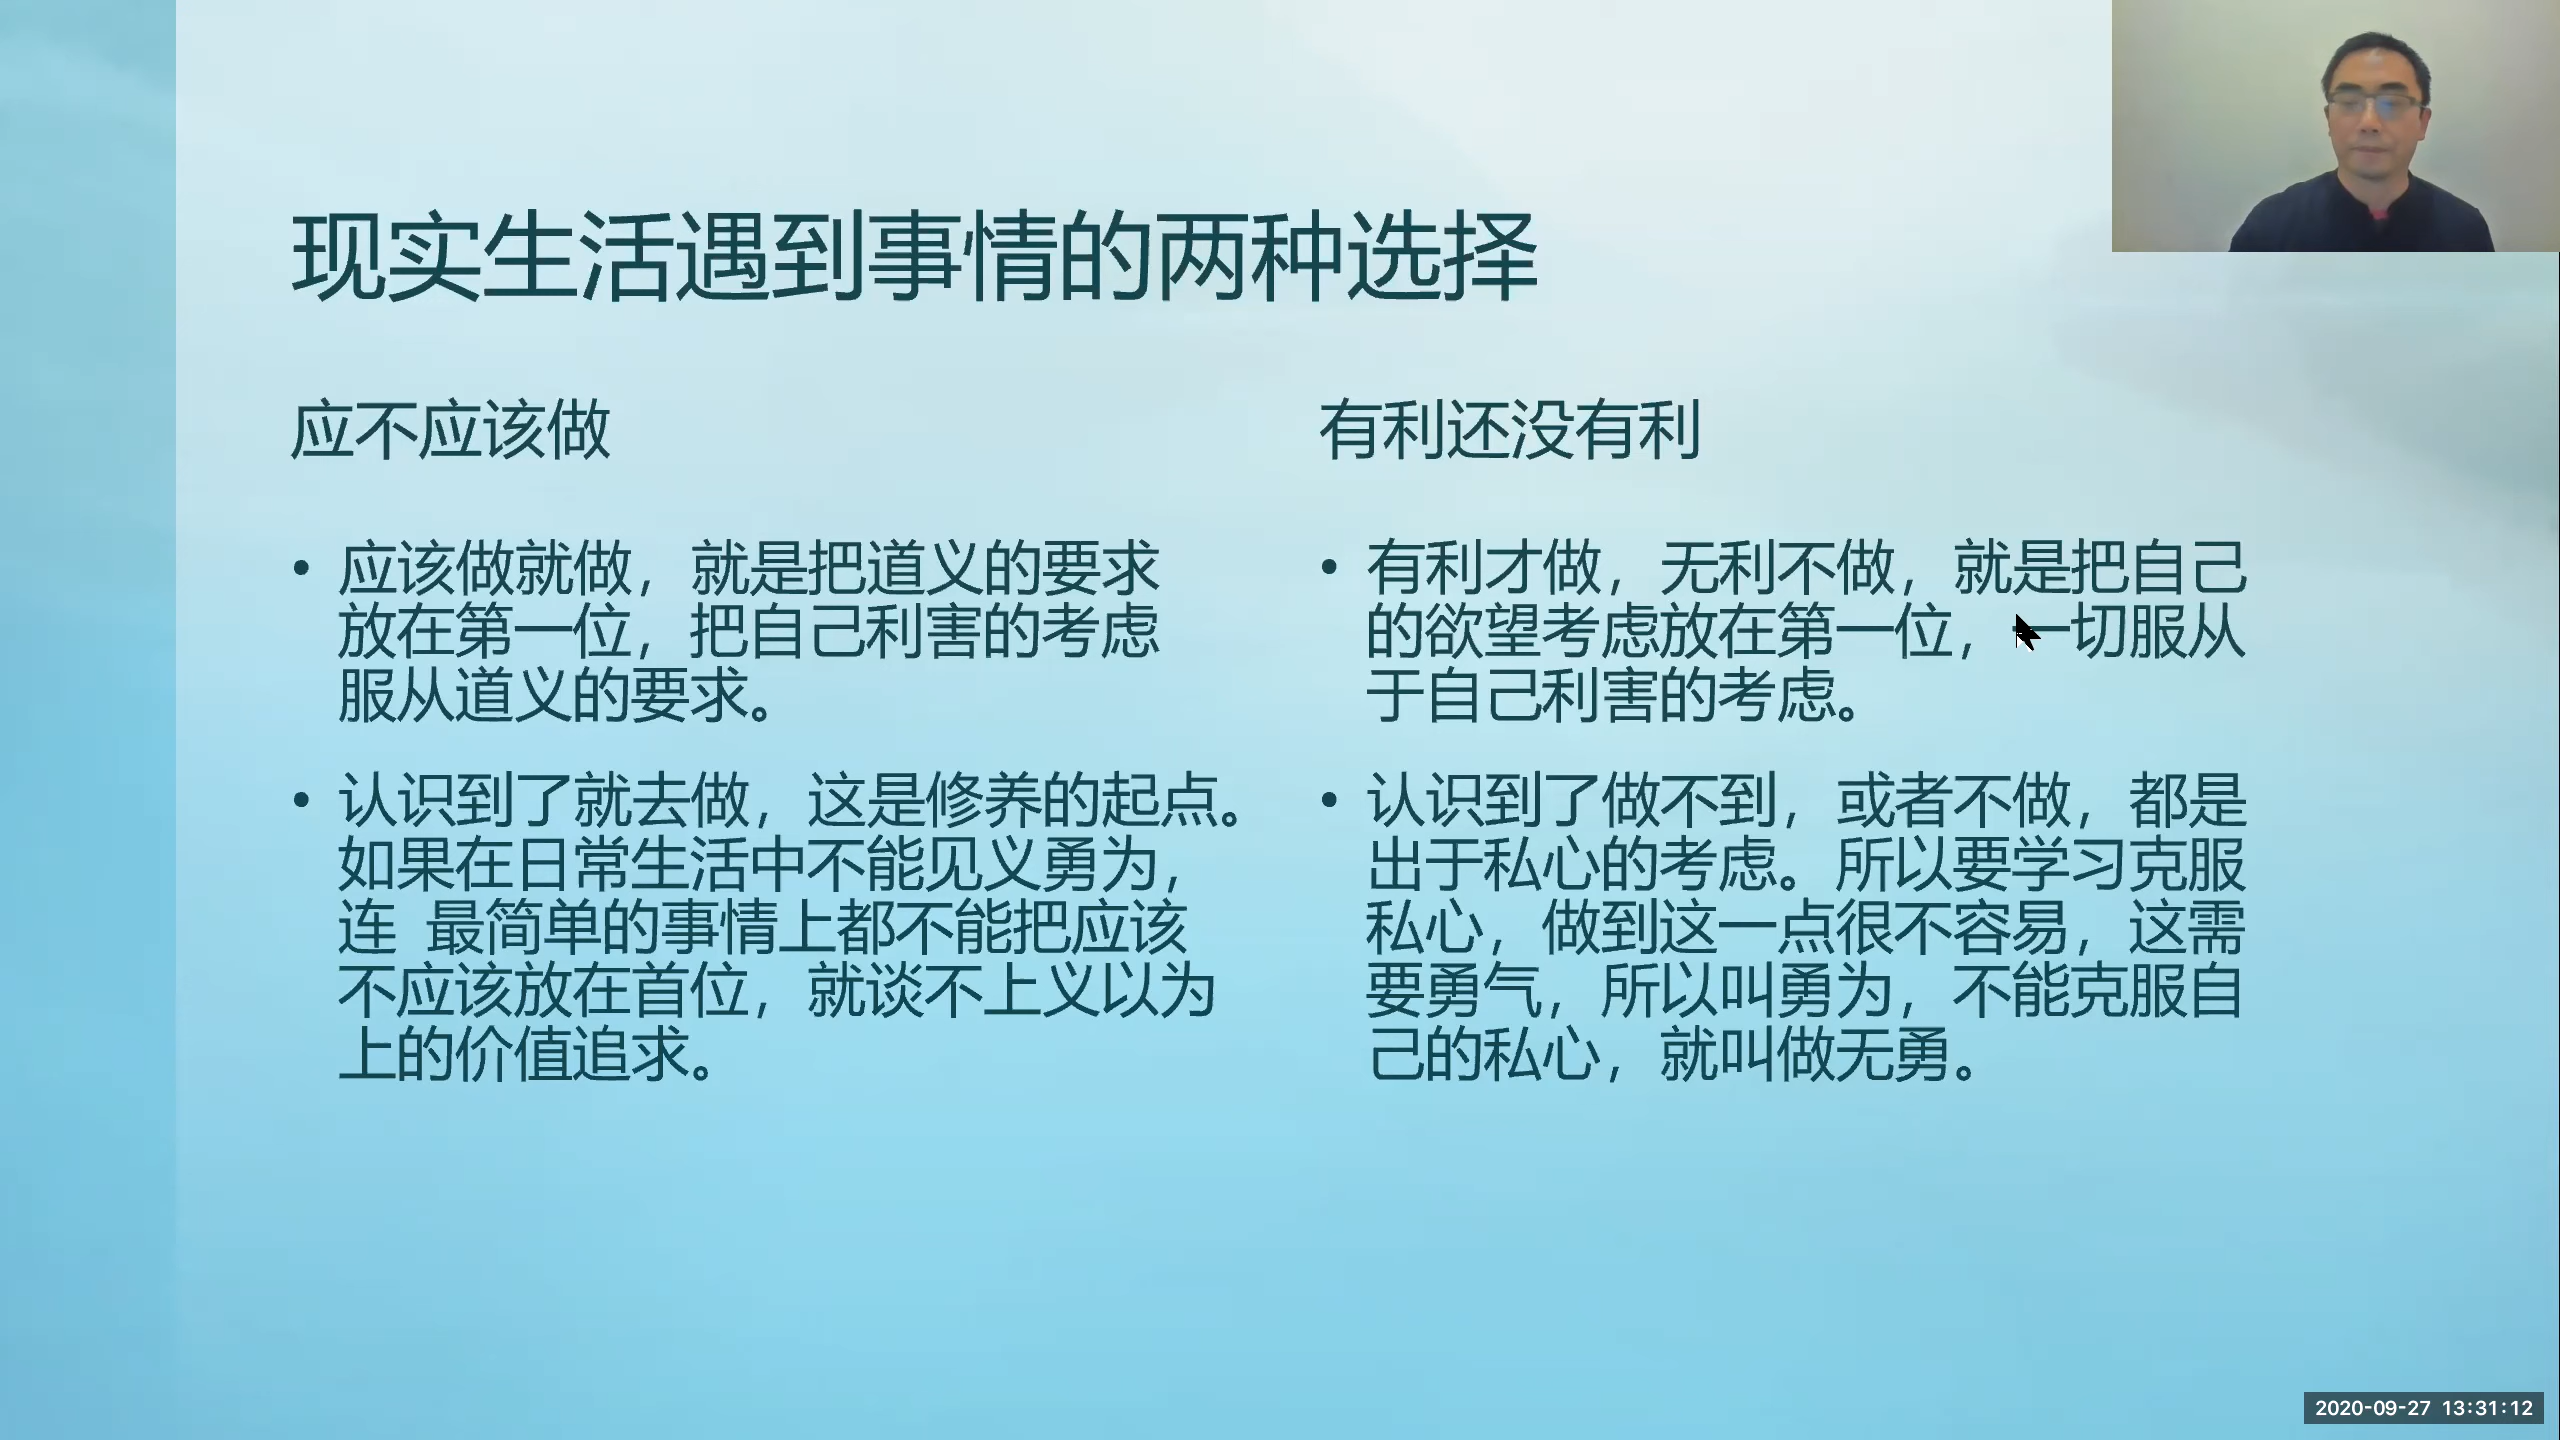 现实生活遇到事情的两种选择
应不应该做
• 应该做就做，就是把道义的要求
放在第一位，把自己利害的考虑
服从道义的要求。
• 认识到了就去做，这是修养的起点。
如果在日常生活中不能见义勇为，
连 最简单的事情上都不能把应该
不应该放在首位，就谈不上义以为
上的价值追求。
有利还没有利
• 有利才做，无利不做，就是把自己
的欲望考虑放在第一位，一切服从
于自己利害的考虑。
• 认识到了做不到，或者不做，都是
出于私心的考虑。所以要学习克服
私心，做到这一点很不容易，这需
要勇气，所以叫勇为，不能克服自
己的私心，就叫做无勇。
2020-09-27 13:31:12